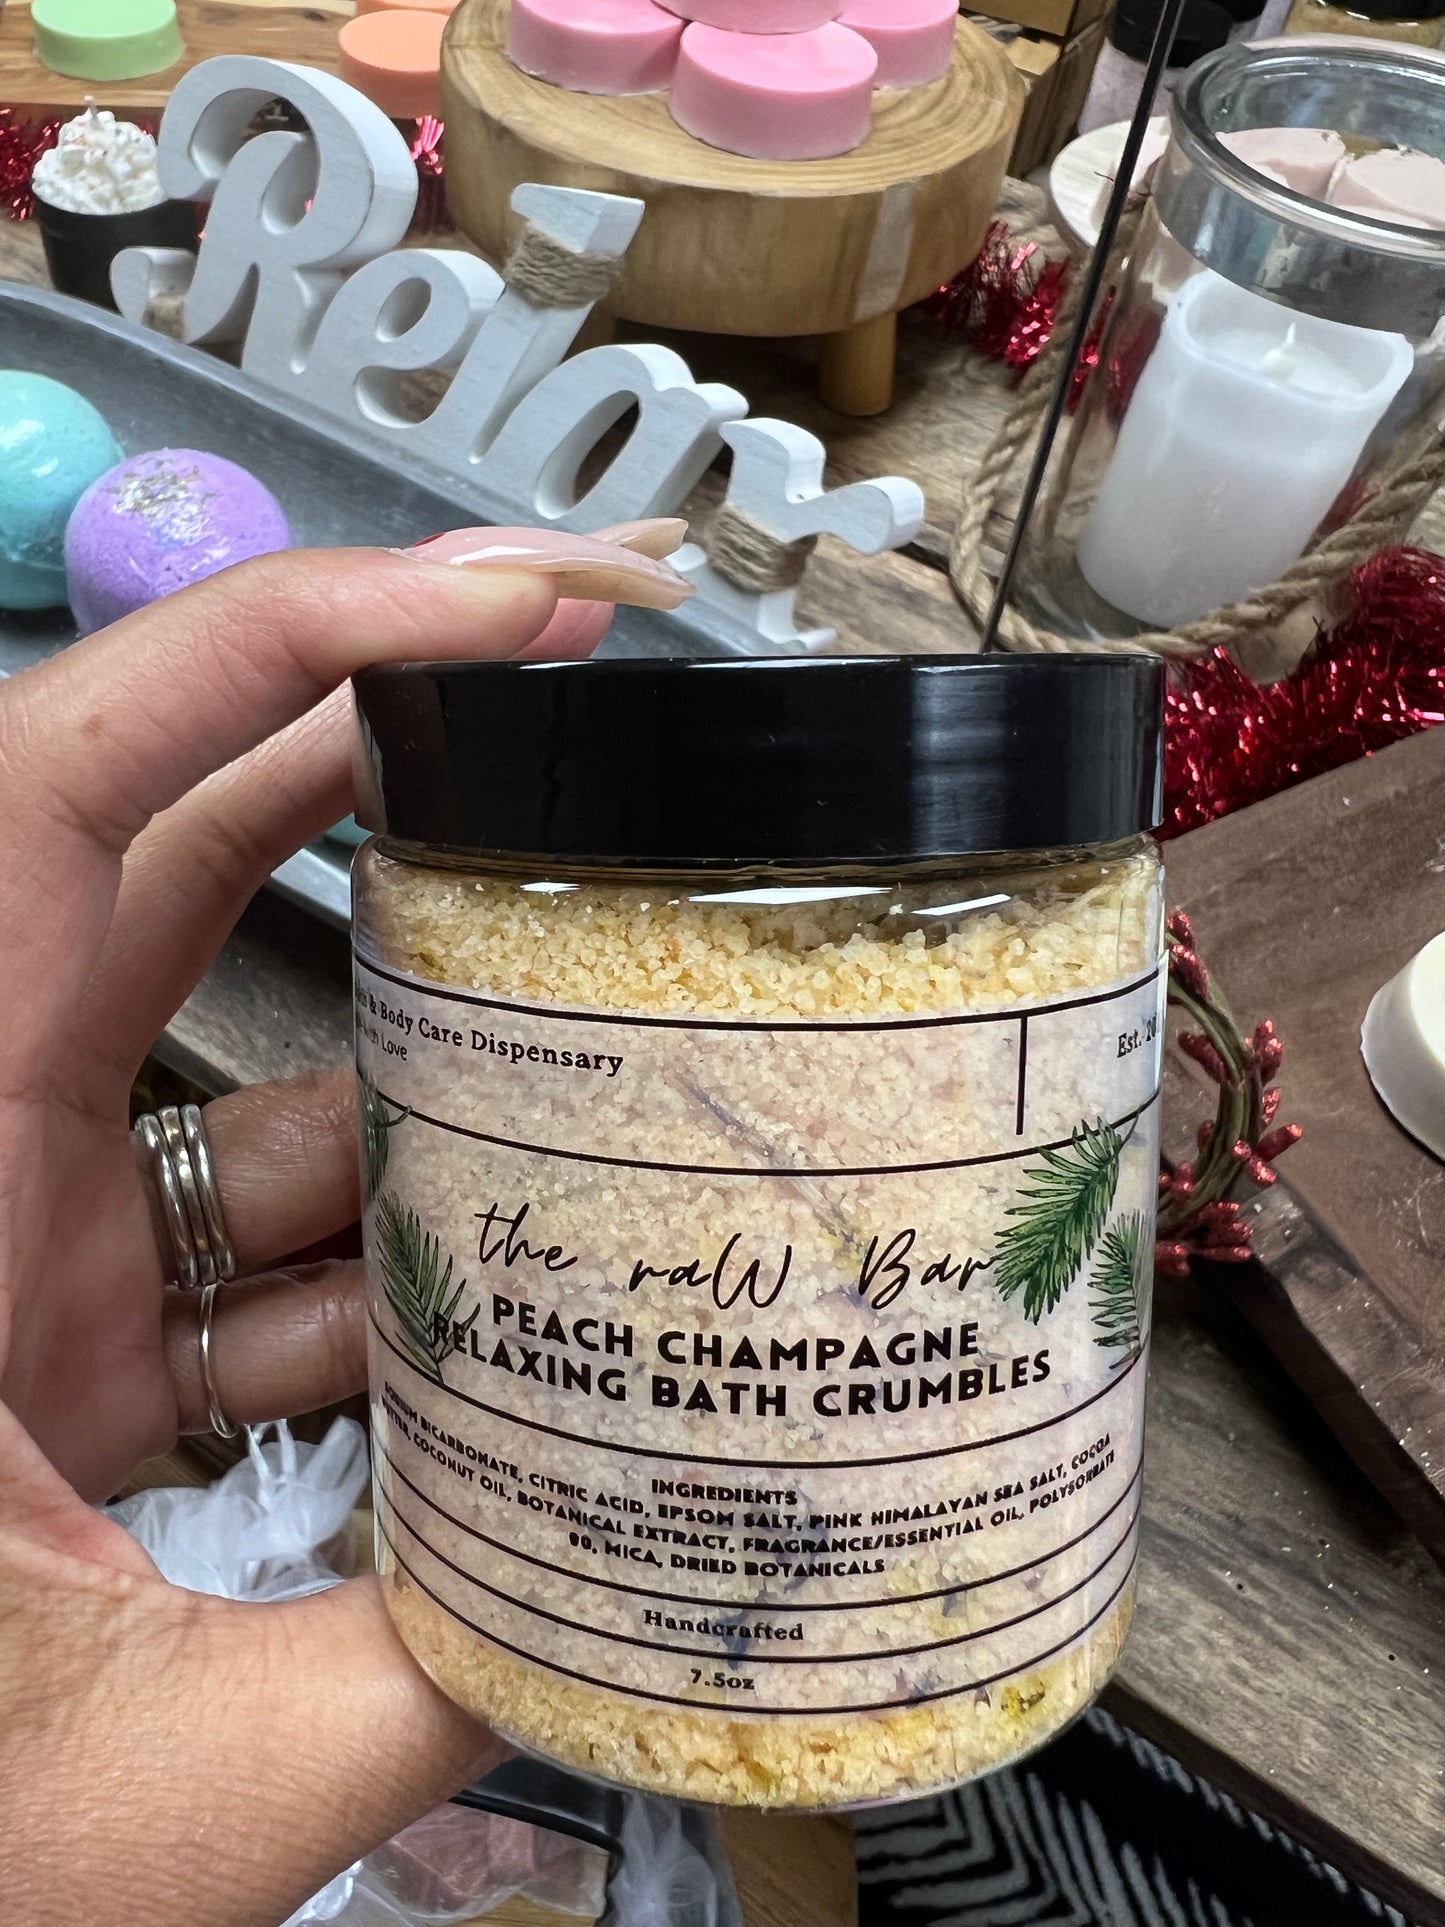 Relax
& Body Care Dispensary
with Love
Est.
the raW Bar
PEACH CHAMPAGNE
RELAXING BATH CRUMBLES
INGREDIENTS
SODIUM BICARBONATE, CITRIC ACID, EPSOM SALT, PINK HIMALAYAN SEA SALT, COCOA
BUTTER, COCONUT OIL, BOTANICAL EXTRACT, FRAGRANCE/ESSENTIAL OIL, POLYSORBATE
80, MICA, DRIED BOTANICALS
Handcrafted
7.5oz